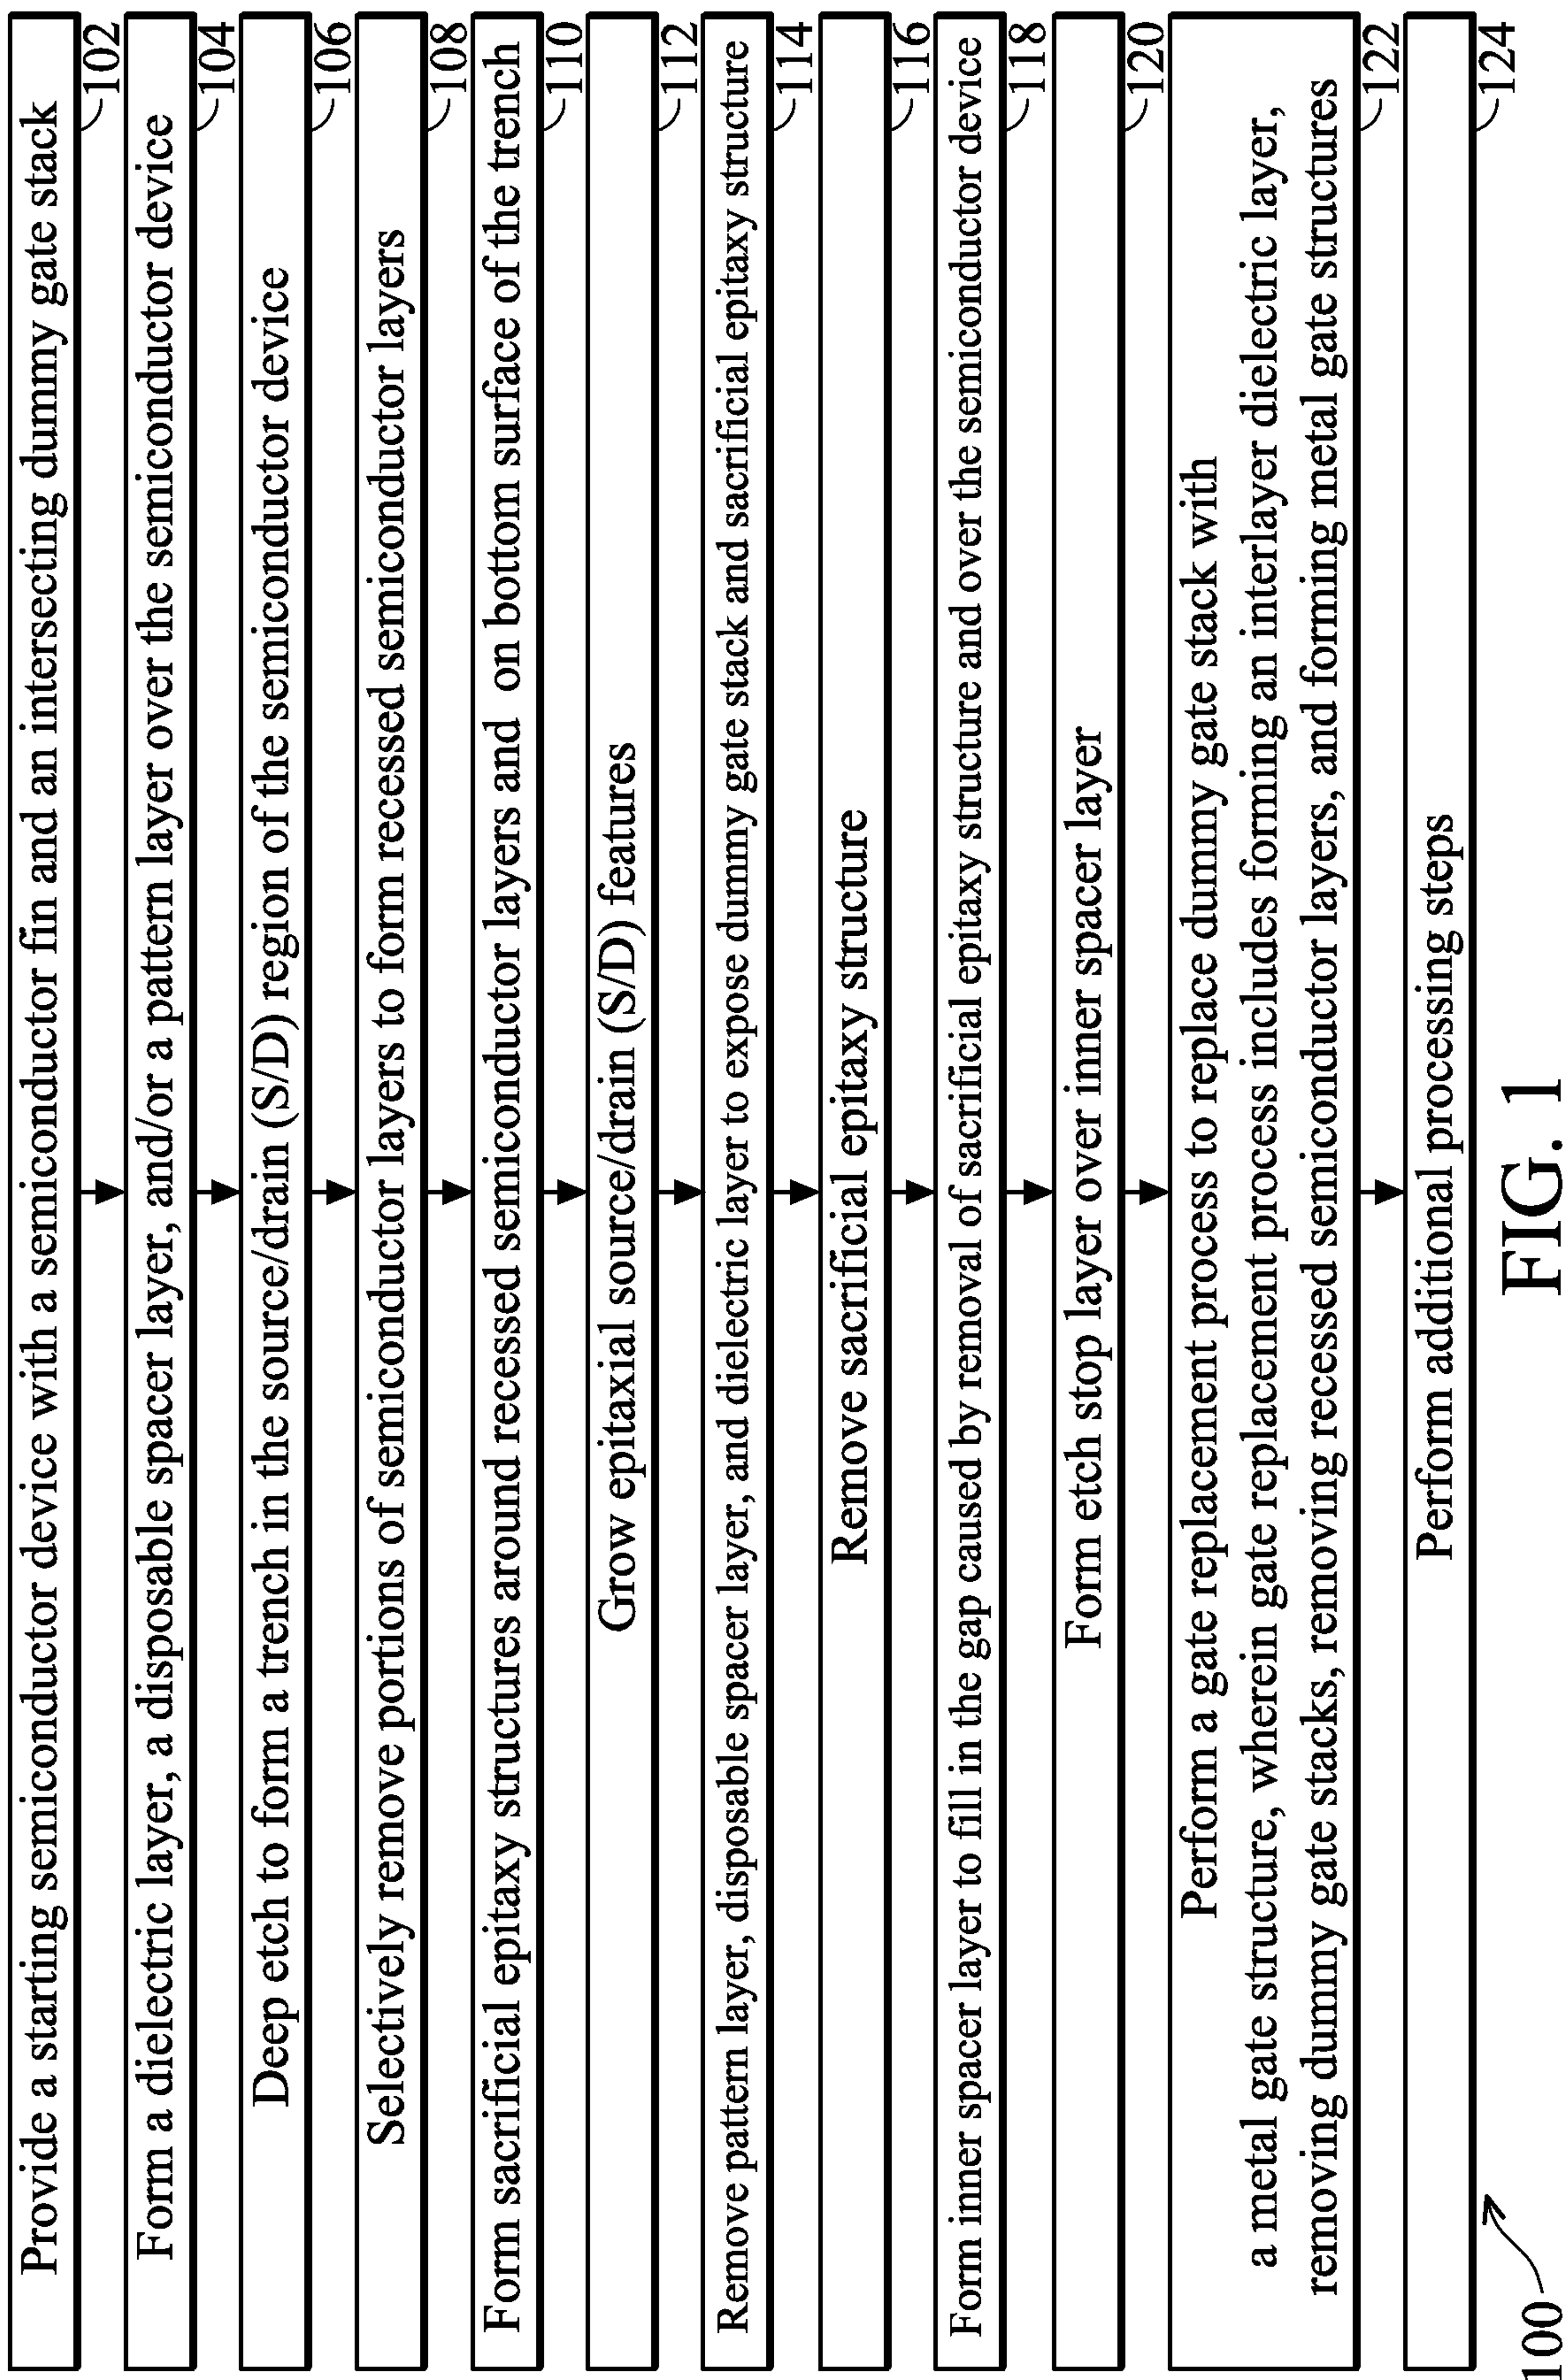 Provide a starting semiconductor device with a semiconductor fin and an intersecting dummy gate stack
102
Form a dielectric layer, a disposable spacer layer, and/or a pattern layer over the semiconductor device
104
Deep etch to form a trench in the source/drain (S/D) region of the semiconductor device
106
Selectively remove portions of semiconductor layers to form recessed semiconductor layers
108
Form sacrificial epitaxy structures around recessed semiconductor layers and on bottom surface of the trench
110
Grow epitaxial source/drain (S/D) features
112
Remove pattern layer, disposable spacer layer, and dielectric layer to expose dummy gate stack and sacrificial epitaxy structure
114
Remove sacrificial epitaxy structure
116
Form inner spacer layer to fill in the gap caused by removal of sacrificial epitaxy structure and over the semiconductor device
118
Form etch stop layer over inner spacer layer
120
Perform a gate replacement process to replace dummy gate stack with
a metal gate structure, wherein gate replacement process includes forming an interlayer dielectric layer,
removing dummy gate stacks, removing recessed semiconductor layers, and forming metal gate structures
122
Perform additional processing steps
124
100
FIG. 1